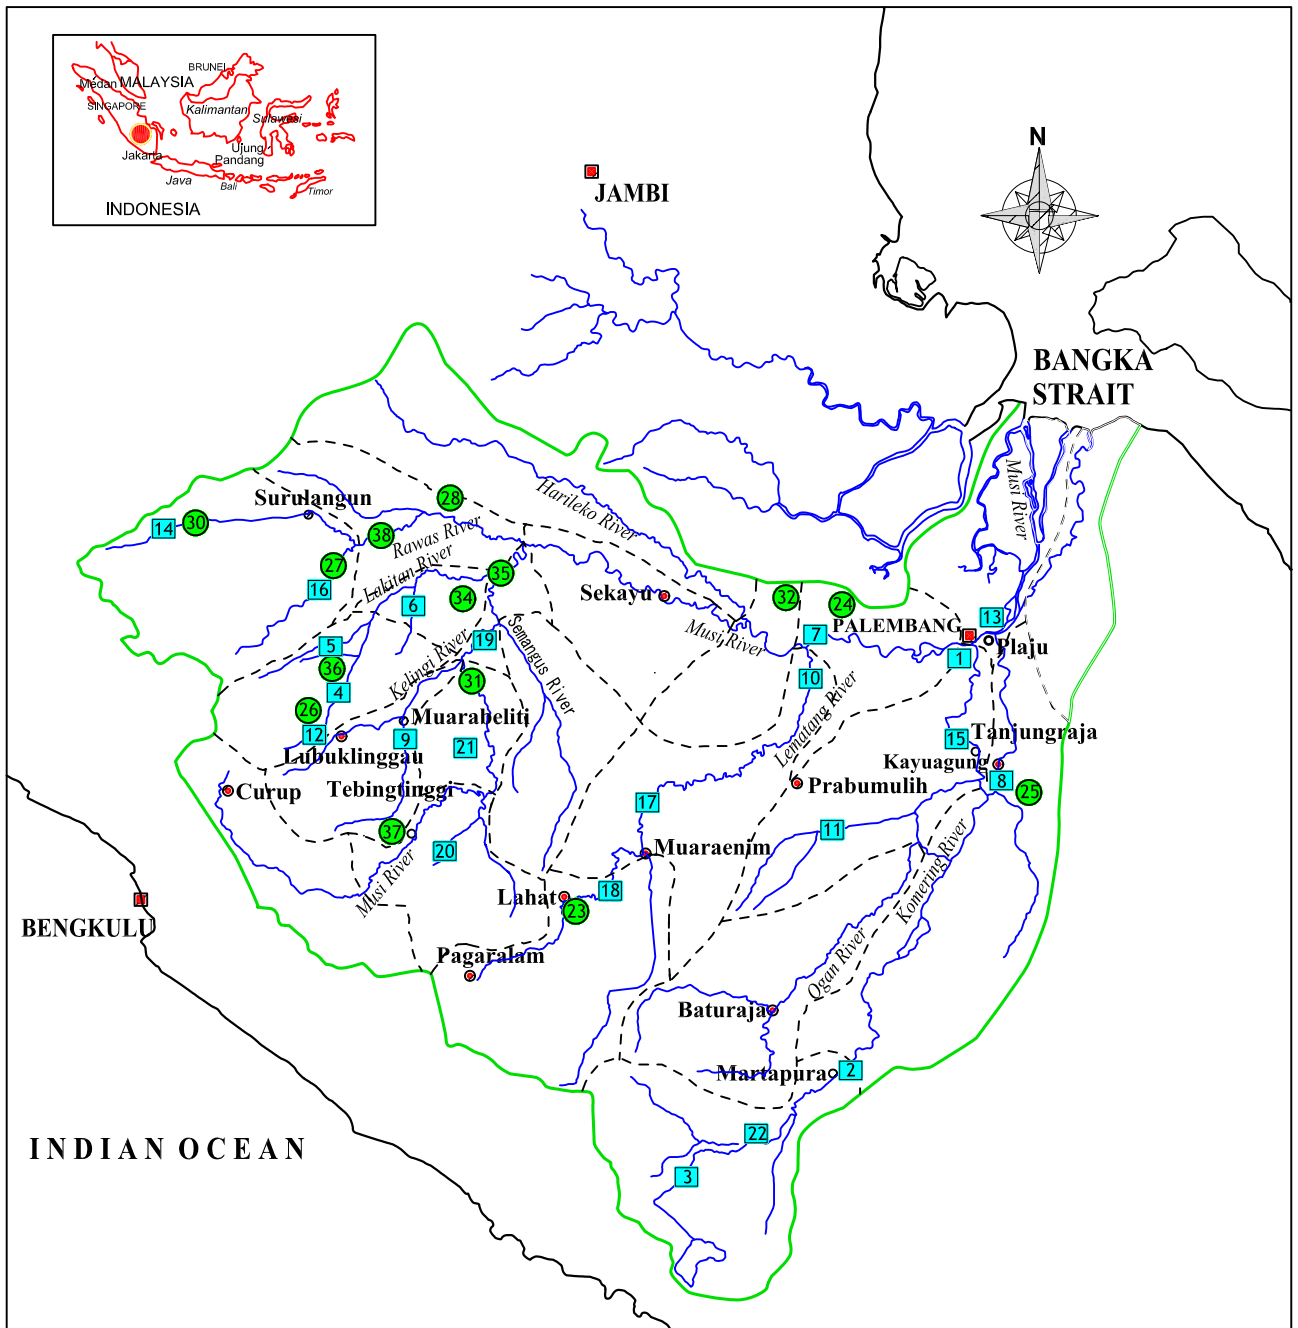 BRUNEI
Medan MALAYSIA
SINGAPORE
Kalimantan
Sulawesi
Jakarta
Ujung
Pandang
Java
Bali
Timor
INDONESIA
N
JAMBI
BANGKA
STRAIT
Musi River
Harileko River
Surulangun
28
30
14
38
Rawas River
27
Lakitan River
35
16
34
6
Sekayu
32
24
13
PALEMBANG
7
Plaju
Musi River
1
5
19
Semangus River
Kelingi River
36
4
31
10
26
Lematang River
Muarabeliti
12
9
21
Lubuklinggau
15
Tanjungraja
Kayuagung
8
25
Curup
Tebingtinggi
Prabumulih
17
37
11
20
Muaraenim
Musi River
Lahat
18
23
Komering River
BENGKULU
Pagaralam
Qgan River
Baturaja
Martapura
2
22
INDIAN OCEAN
3